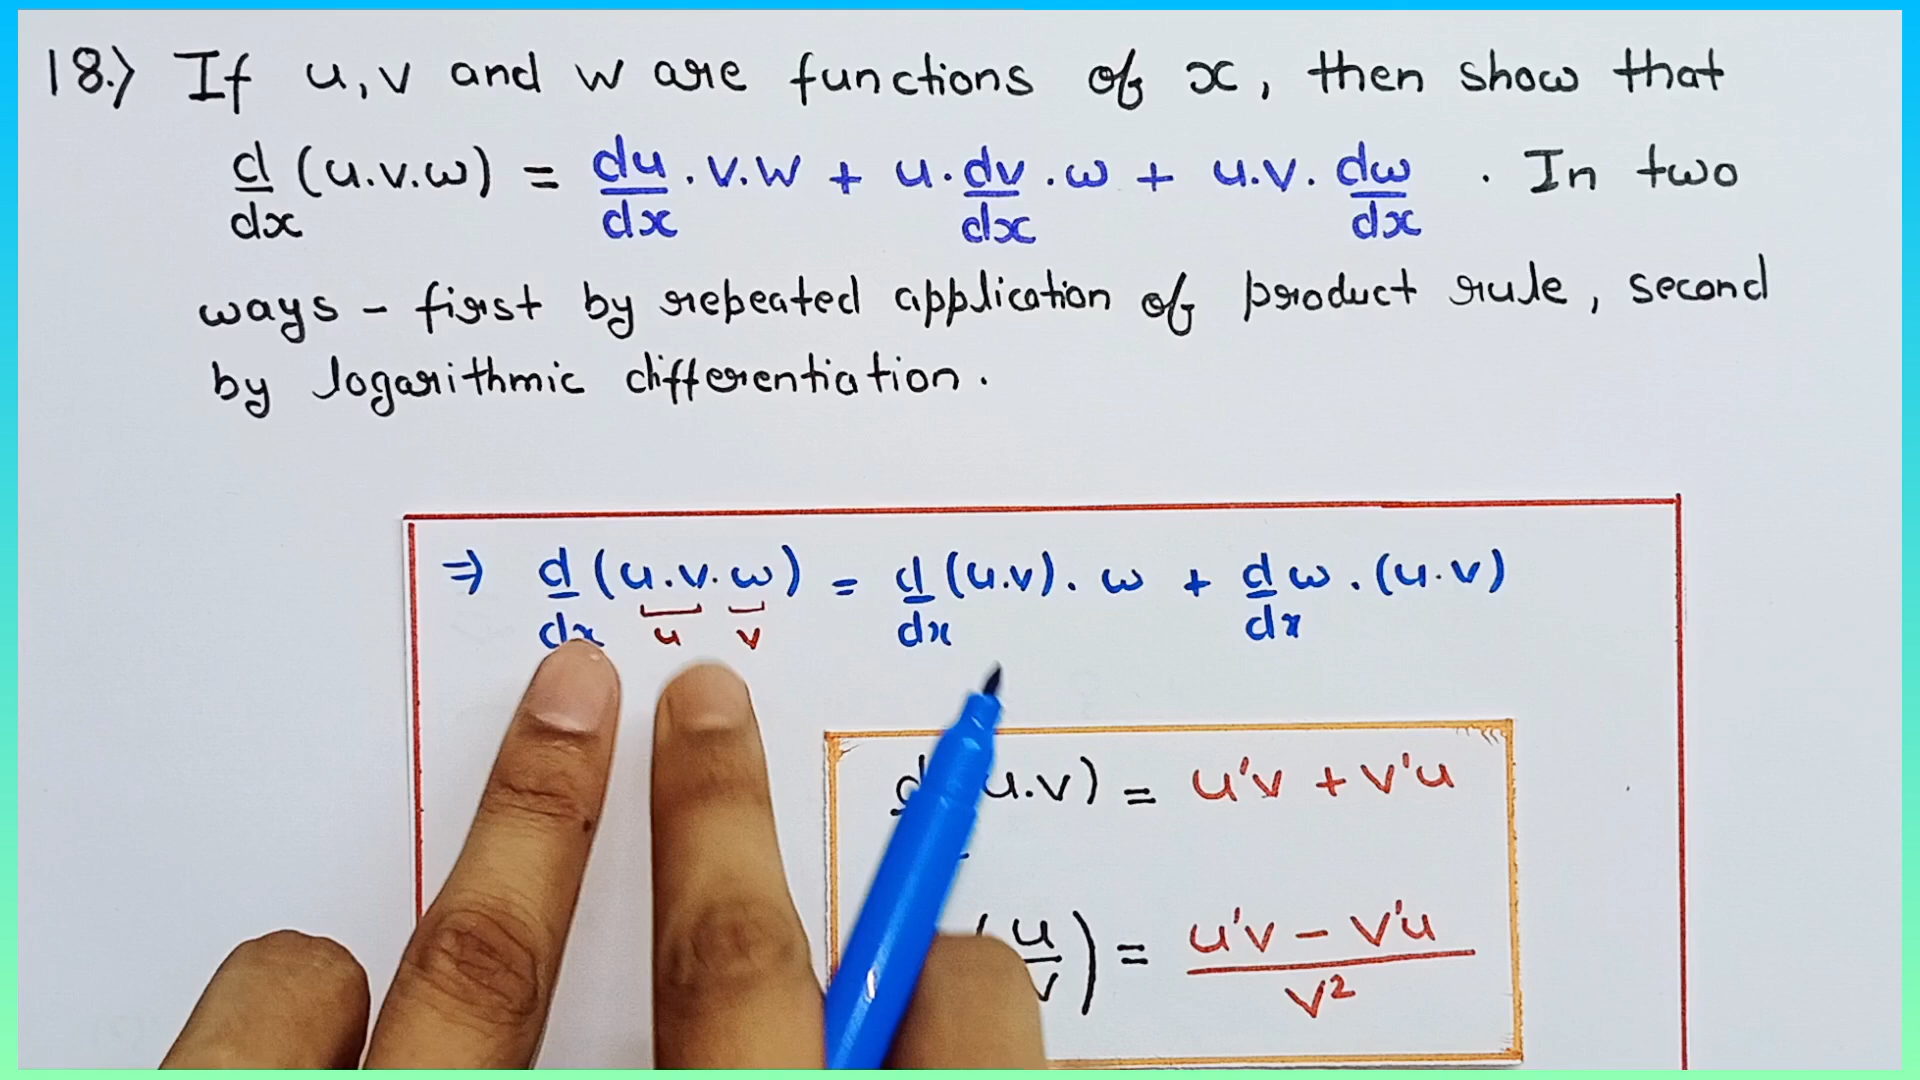 18.) If u, v and w are functions of x, then show that
d/dx (u.v.w) = du/dx . v.w + u. dv/dx .w + u.v. dw/dx . In two
ways - first by repeated application of product rule, second
by logarithmic differentiation.
⇒ d/dx (u.v.w) = d/dx (u.v). w + d/dx w . (u.v)
u v
u.v) = u'v + v'u
(u/v) = u'v - v'u / v²